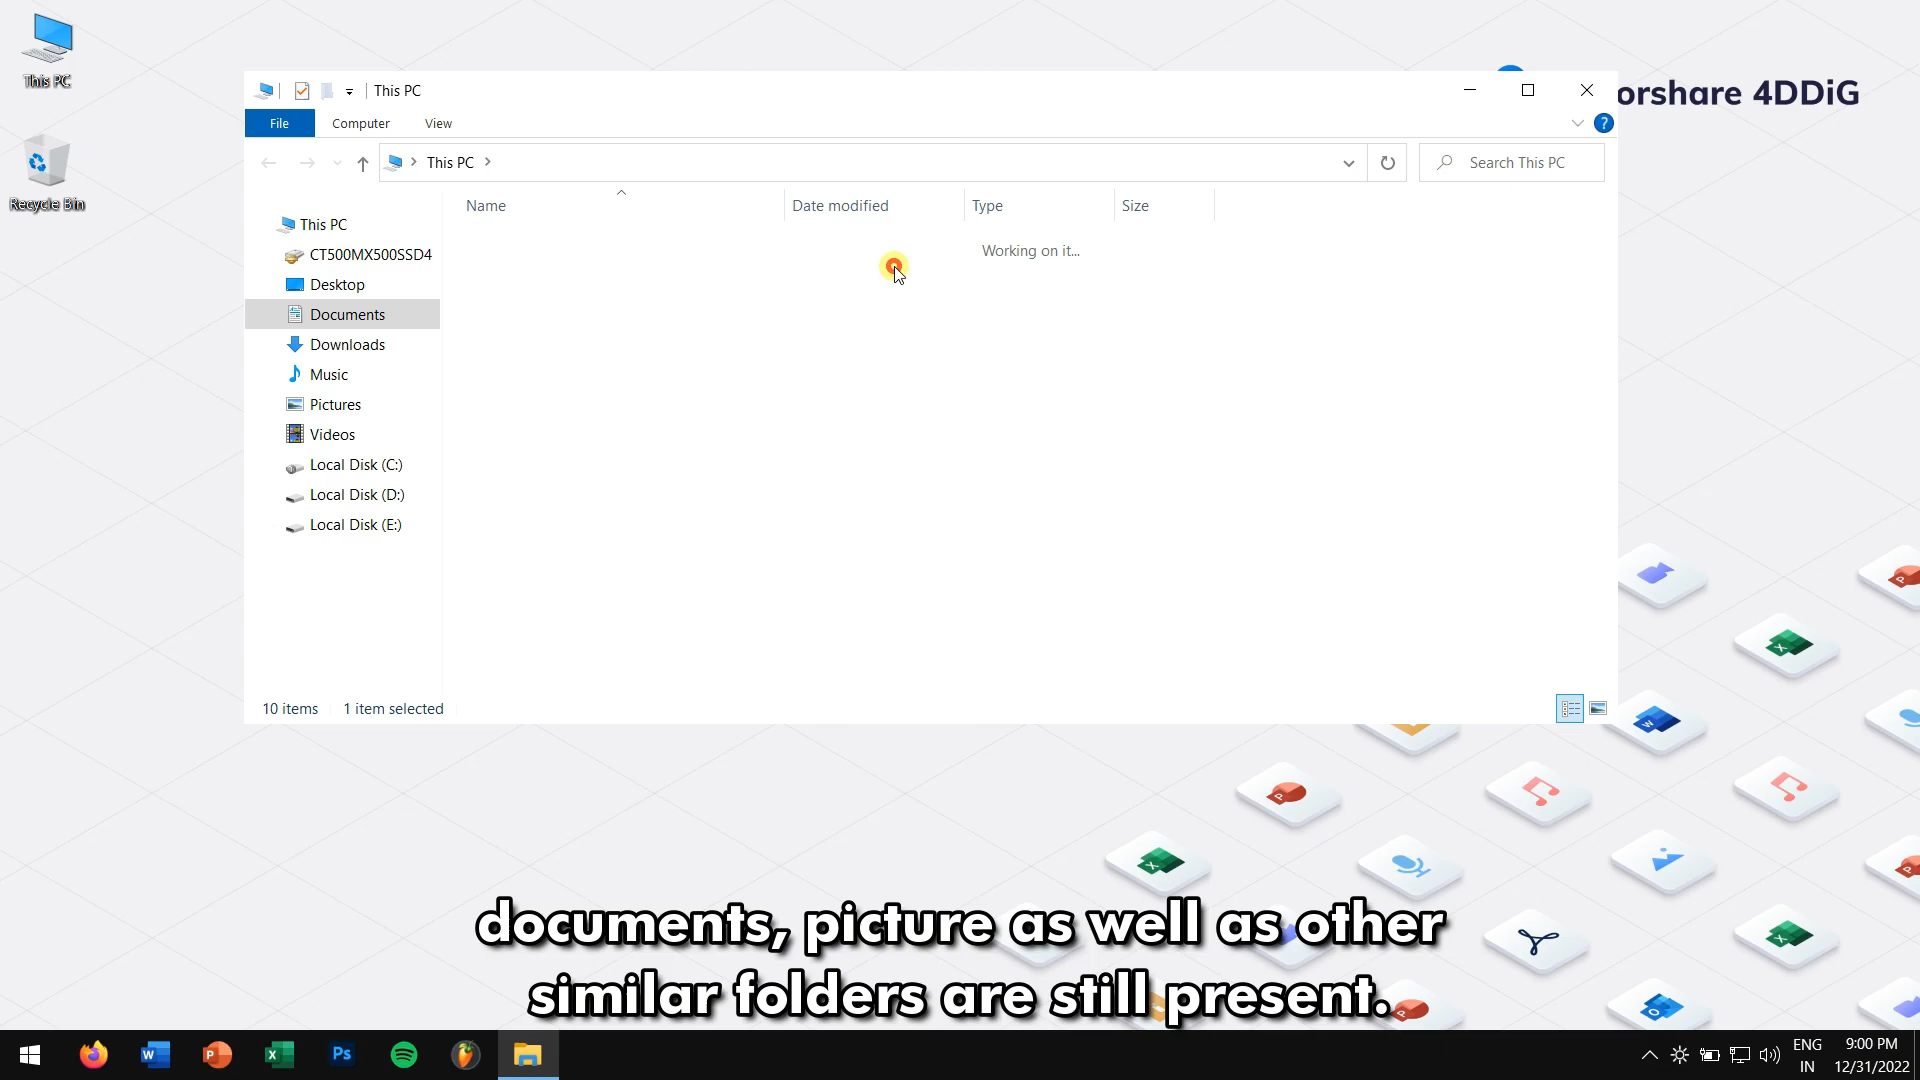 This PC
Recycle Bin
orshare 4DDiG
This PC
File
Computer
View
This PC
Search This PC
Name
Date modified
Type
Size
Working on it...
This PC
CT500MX500SSD4
Desktop
Documents
Downloads
Music
Pictures
Videos
Local Disk (C:)
Local Disk (D:)
Local Disk (E:)
10 items
1 item selected
documents, picture as well as other
similar folders are still present.
ENG
IN
9:00 PM
12/31/2022